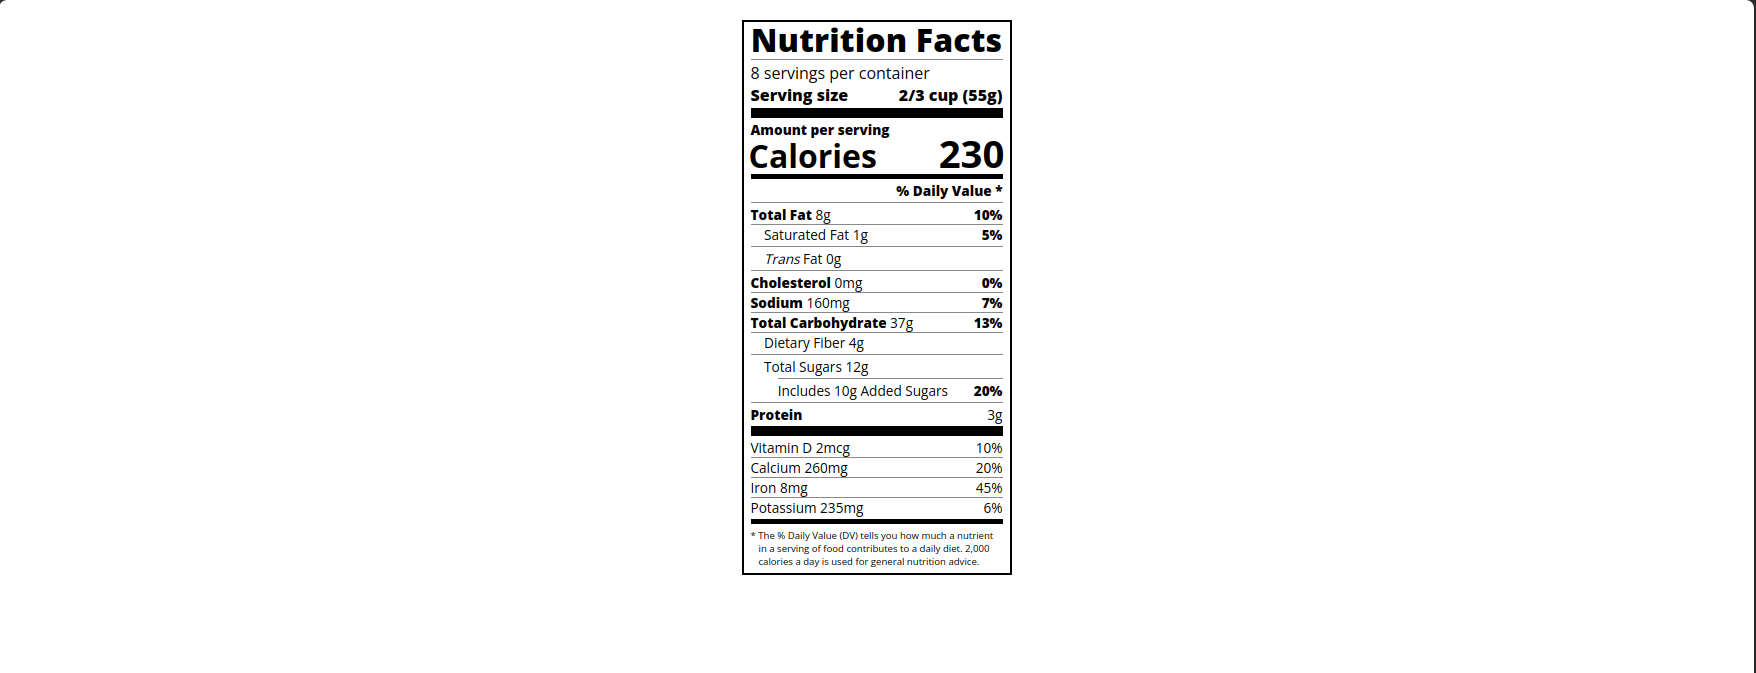 Nutrition Facts
8 servings per container
Serving size 2/3 cup (55g)
Amount per serving
Calories 230
% Daily Value *
Total Fat 8g 10%
Saturated Fat 1g 5%
Trans Fat 0g
Cholesterol 0mg 0%
Sodium 160mg 7%
Total Carbohydrate 37g 13%
Dietary Fiber 4g
Total Sugars 12g
Includes 10g Added Sugars 20%
Protein 3g
Vitamin D 2mcg 10%
Calcium 260mg 20%
Iron 8mg 45%
Potassium 235mg 6%
* The % Daily Value (DV) tells you how much a nutrient
in a serving of food contributes to a daily diet. 2,000
calories a day is used for general nutrition advice.